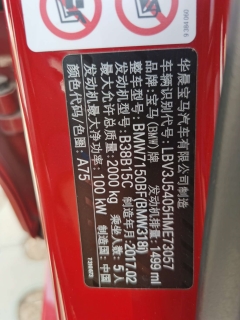 华晨宝马汽车有限公司制造
车辆识别代号: LBV3J5405HME73057
品牌: 宝马(BMW)牌 发动机排量: 1499ml
整车型号: BMW7150BF(BMW318i)
发动机型号: B38B15C 制造年月: 2017.02
最大允许总质量: 2000 kg 乘坐人数: 5人
发动机最大净功率: 100 kW 制造国: 中国
颜色代码/色圈: A75